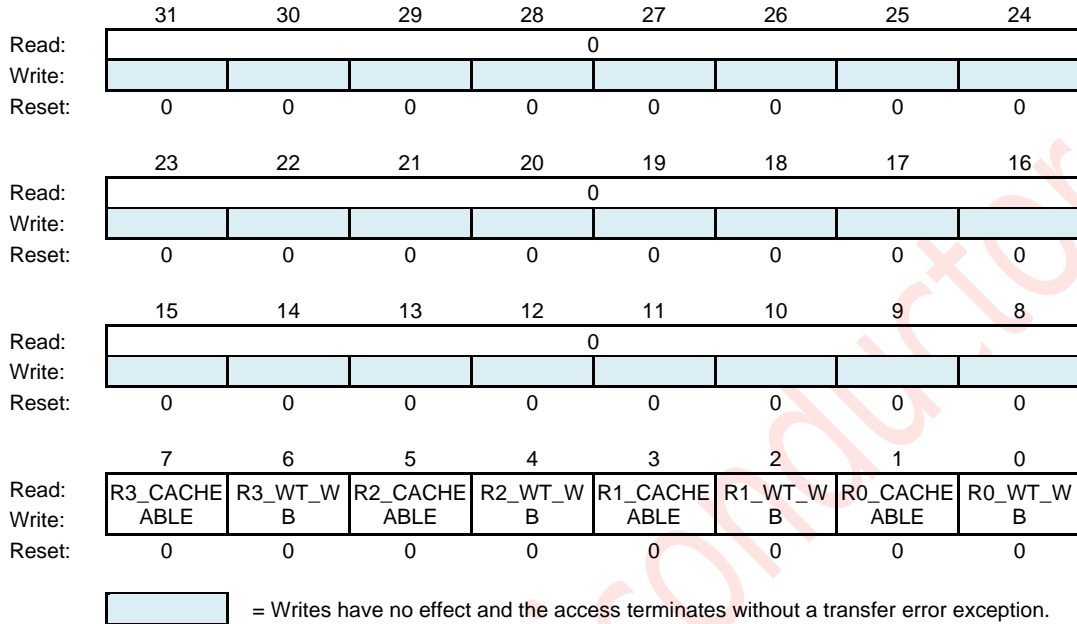 31 30 29 28 27 26 25 24
Read: 0
Write:
Reset: 0 0 0 0 0 0 0 0
23 22 21 20 19 18 17 16
Read: 0
Write:
Reset: 0 0 0 0 0 0 0 0
15 14 13 12 11 10 9 8
Read: 0
Write:
Reset: 0 0 0 0 0 0 0 0
7 6 5 4 3 2 1 0
Read: R3_CACHE R3_WT_W R2_CACHE R2_WT_W R1_CACHE R1_WT_W R0_CACHE R0_WT_W
Write: ABLE B ABLE B ABLE B ABLE B
Reset: 0 0 0 0 0 0 0 0
= Writes have no effect and the access terminates without a transfer error exception.